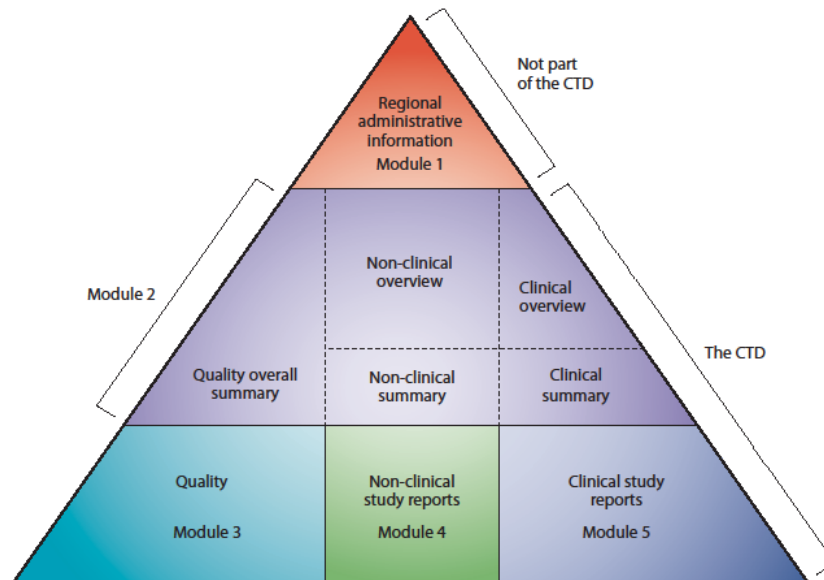 Not part
of the CTD
Regional
administrative
information
Module 1
Module 2
Non-clinical
overview
Clinical
overview
The CTD
Quality overall
summary
Non-clinical
summary
Clinical
summary
Quality
Module 3
Non-clinical
study reports
Module 4
Clinical study
reports
Module 5